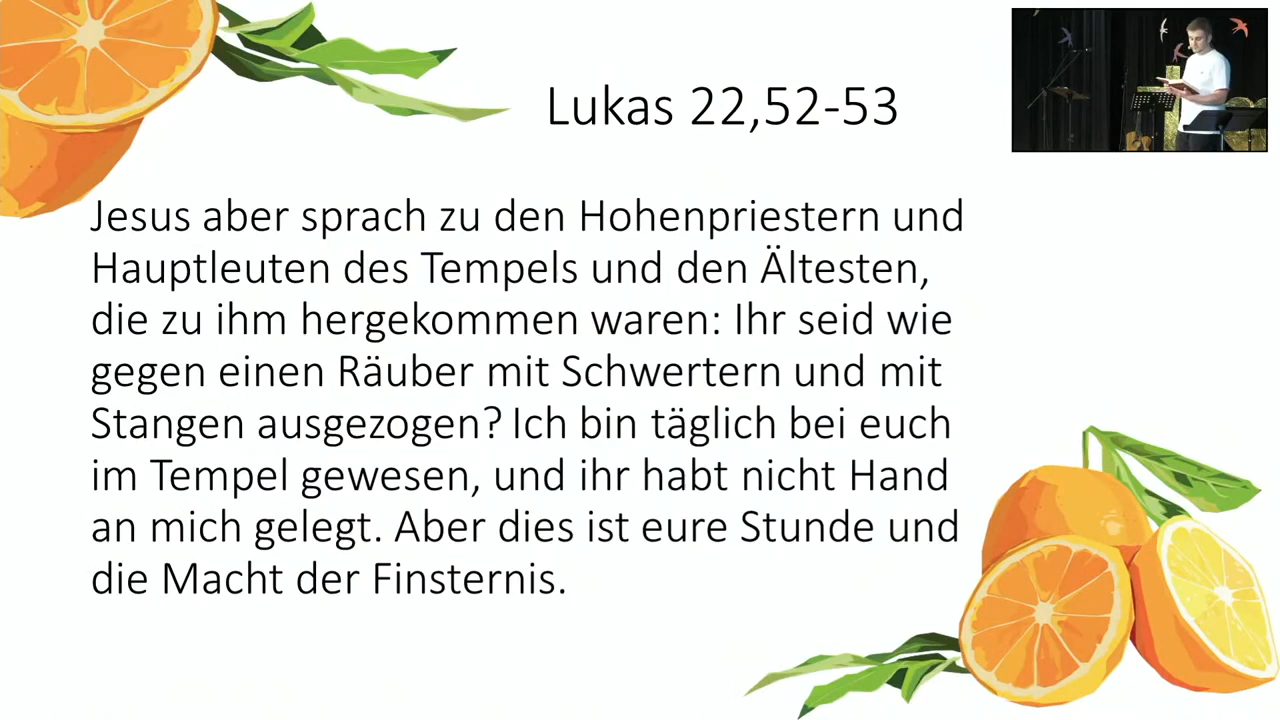 Lukas 22,52-53
Jesus aber sprach zu den Hohenpriestern und
Hauptleuten des Tempels und den Ältesten,
die zu ihm hergekommen waren: Ihr seid wie
gegen einen Räuber mit Schwertern und mit
Stangen ausgezogen? Ich bin täglich bei euch
im Tempel gewesen, und ihr habt nicht Hand
an mich gelegt. Aber dies ist eure Stunde und
die Macht der Finsternis.